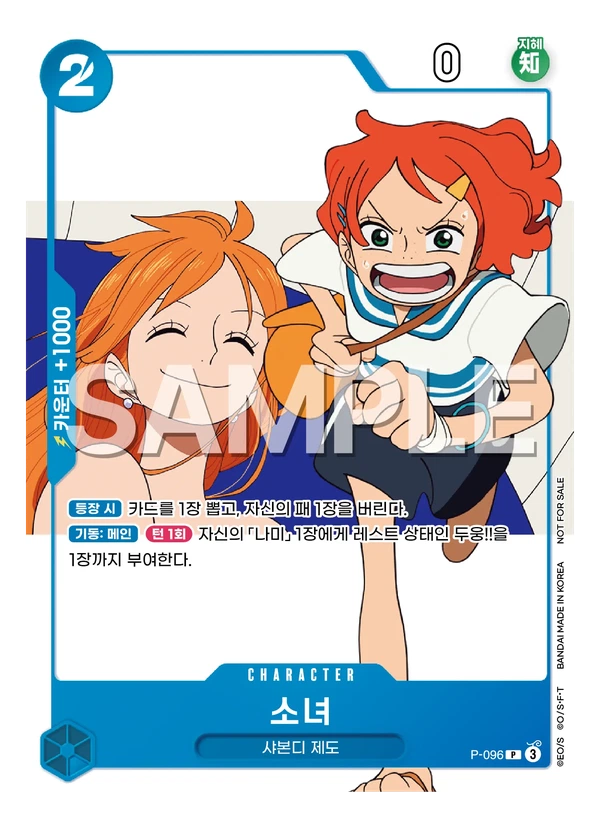 2
0
지혜
知
카운터 +1000
SAMPLE
등장 시 카드를 1장 뽑고, 자신의 패 1장을 버린다.
기동: 메인 턴 1회 자신의 「나미」 1장에게 레스트 상태인 두웅!!을
1장까지 부여한다.
CHARACTER
소녀
샤본디 제도
P-096 P 3
©EO/S ©O/S·F·T BANDAI MADE IN KOREA NOT FOR SALE